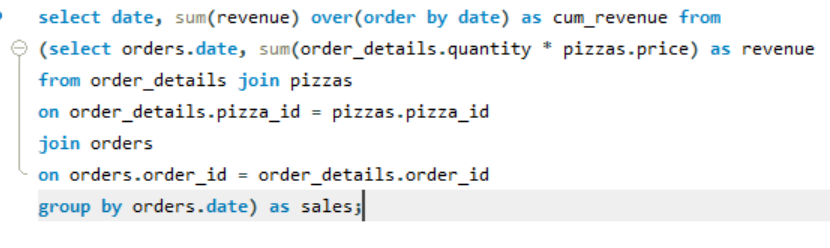 select date, sum(revenue) over(order by date) as cum_revenue from
(select orders.date, sum(order_details.quantity * pizzas.price) as revenue
from order_details join pizzas
on order_details.pizza_id = pizzas.pizza_id
join orders
on orders.order_id = order_details.order_id
group by orders.date) as sales;